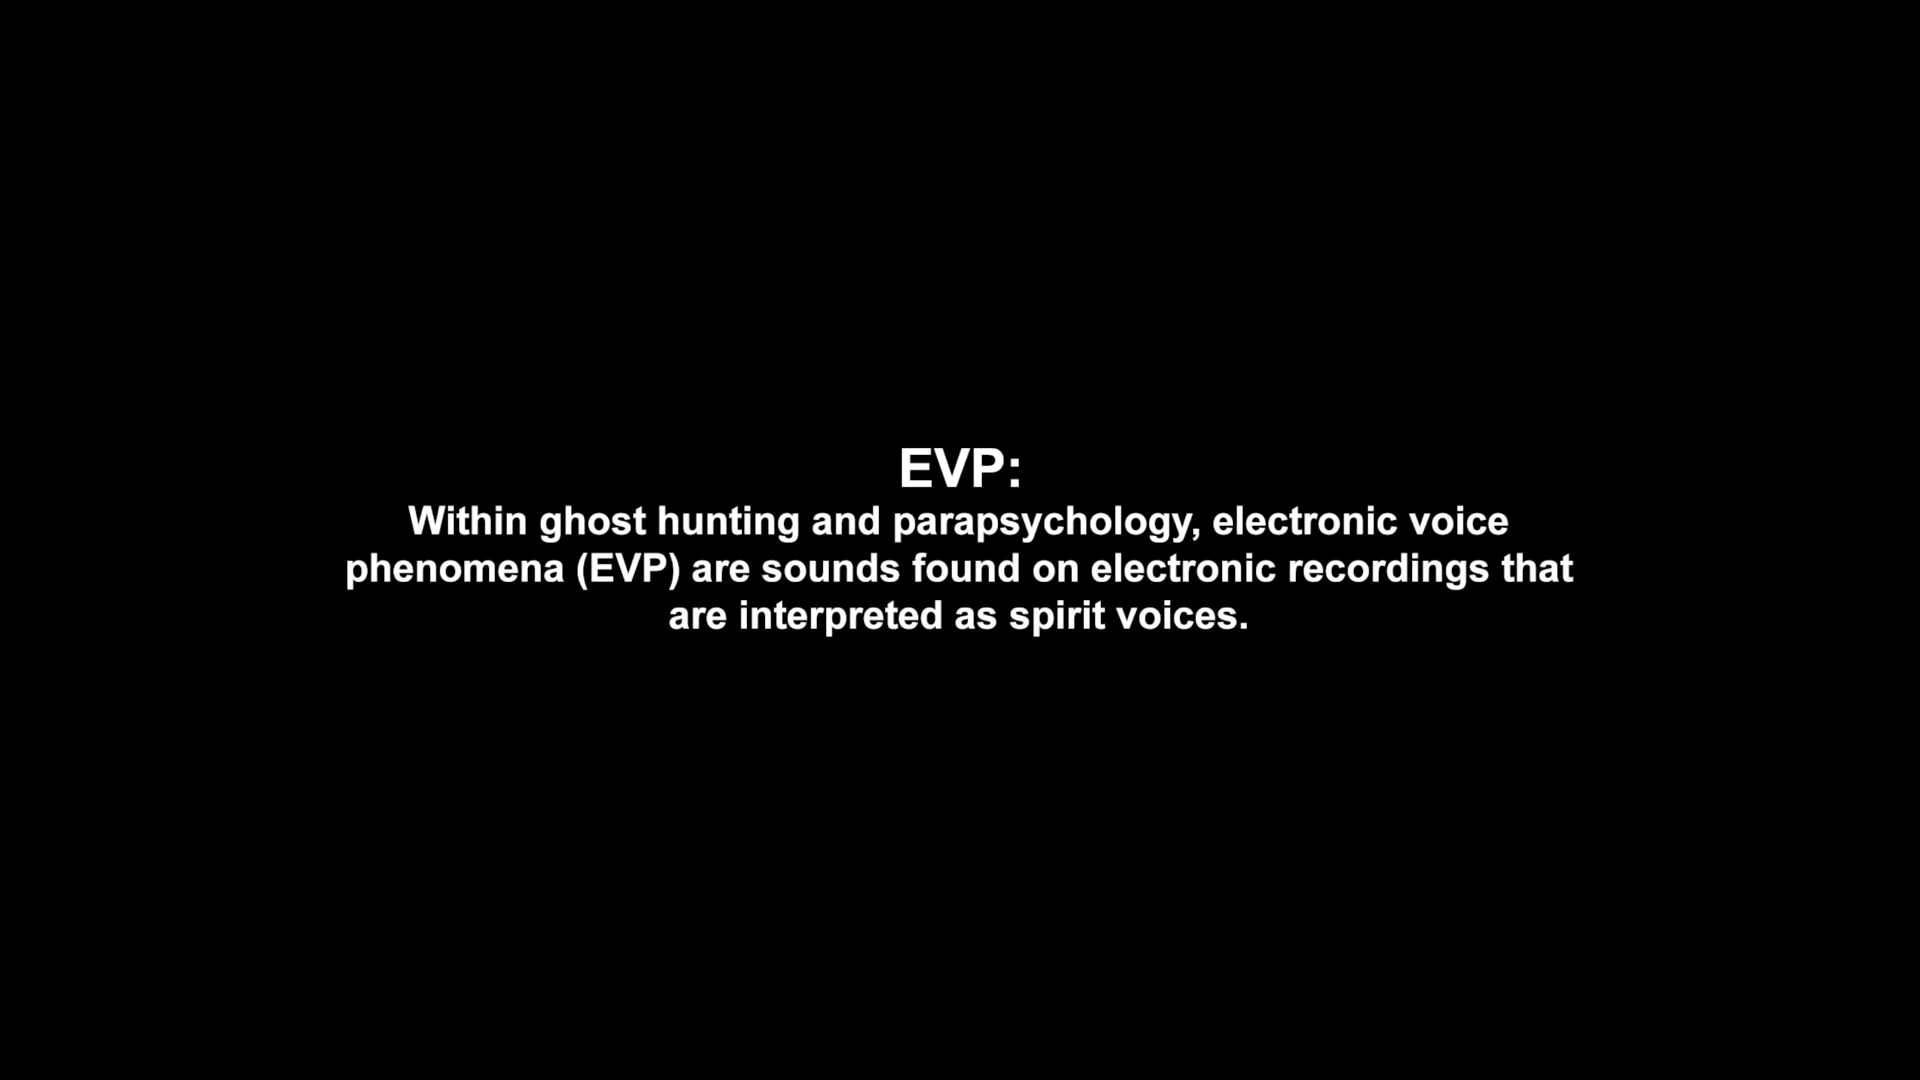 EVP:
Within ghost hunting and parapsychology, electronic voice
phenomena (EVP) are sounds found on electronic recordings that
are interpreted as spirit voices.